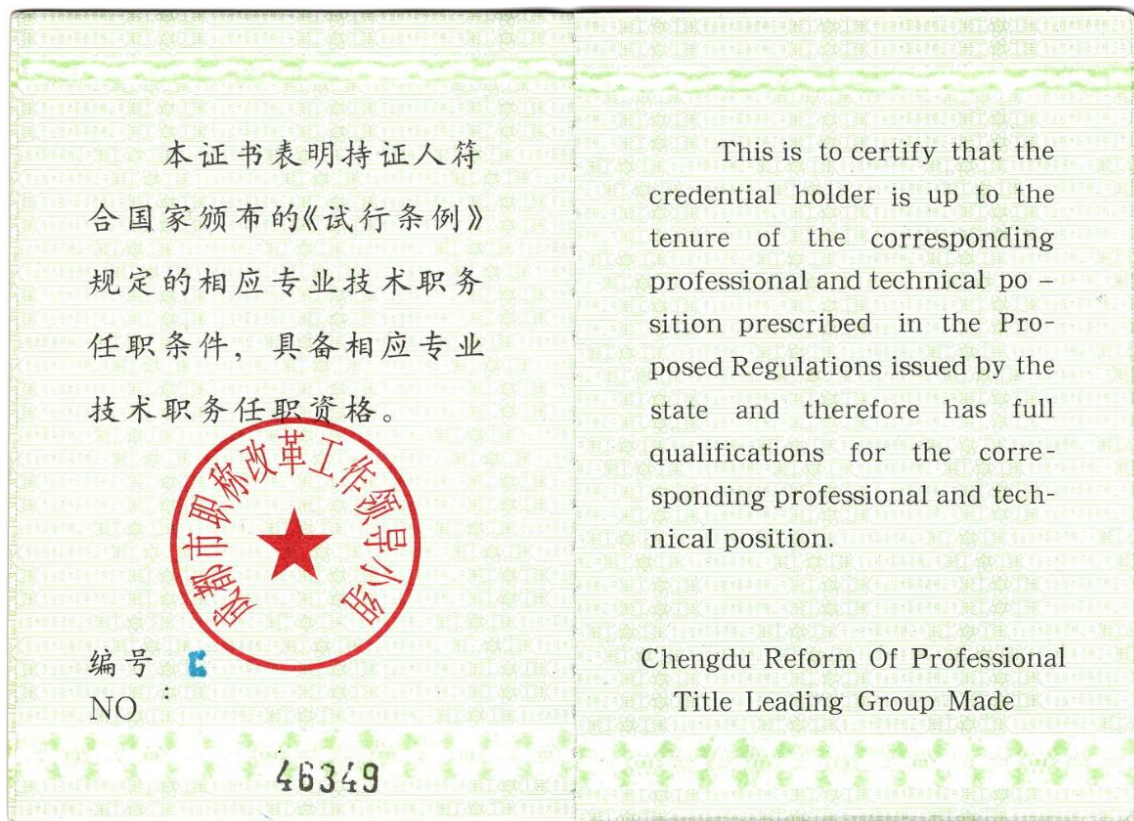 本证书表明持证人符
合国家颁布的《试行条例》
规定的相应专业技术职务
任职条件，具备相应专业
技术职务任职资格。
成都市职称改革工作领导小组
编号
:
NO
46349
This is to certify that the
credential holder is up to the
tenure of the corresponding
professional and technical po –
sition prescribed in the Pro-
posed Regulations issued by the
state and therefore has full
qualifications for the corre-
sponding professional and tech-
nical position.
Chengdu Reform Of Professional
Title Leading Group Made